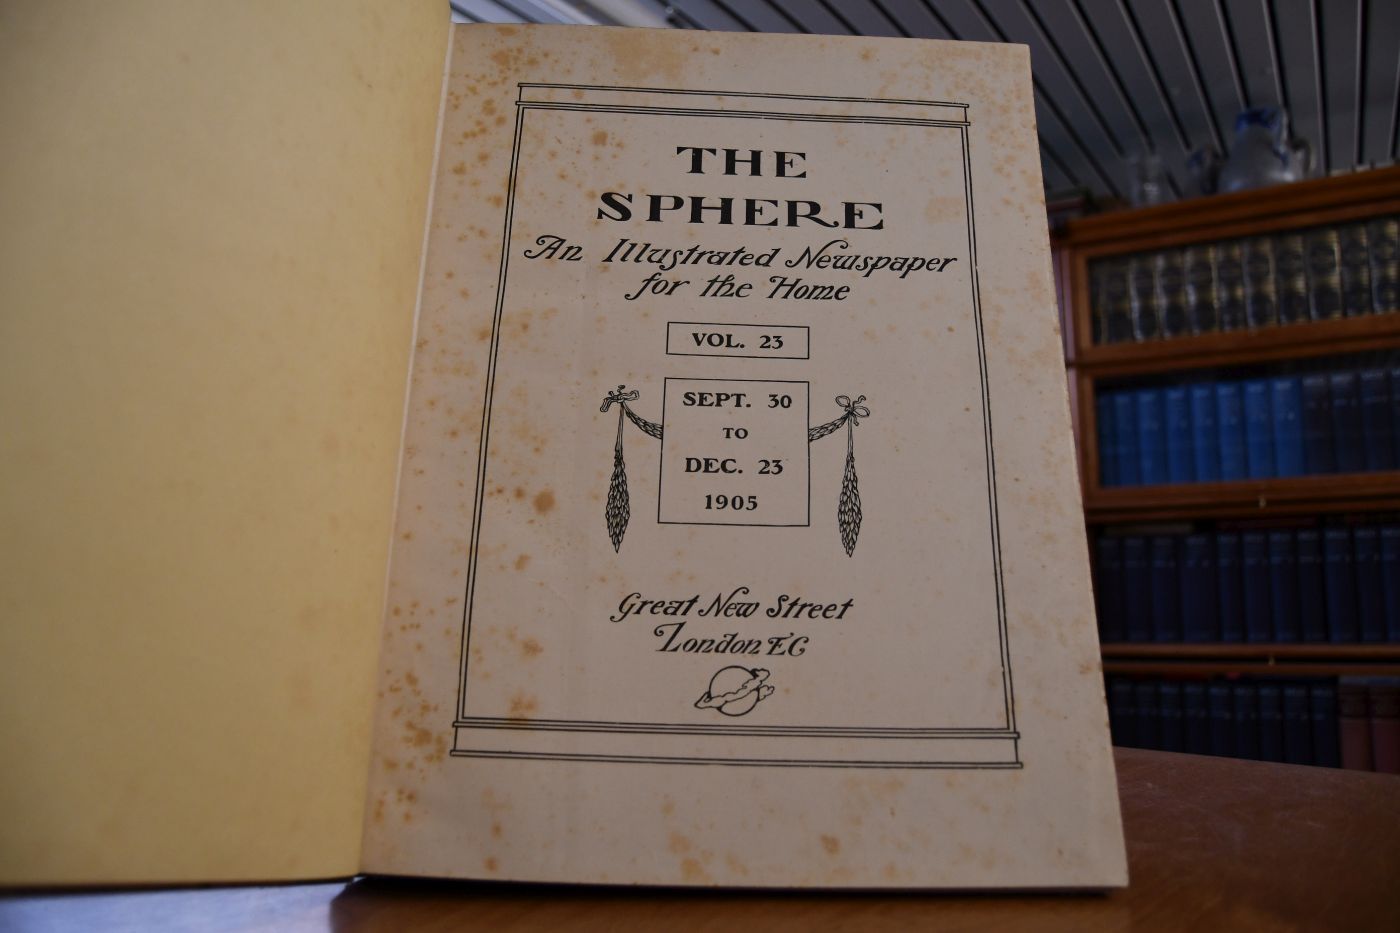 THE
SPHERE
An Illustrated Newspaper
for the Home
VOL. 23
SEPT. 30
TO
DEC. 23
1905
Great New Street
London EC